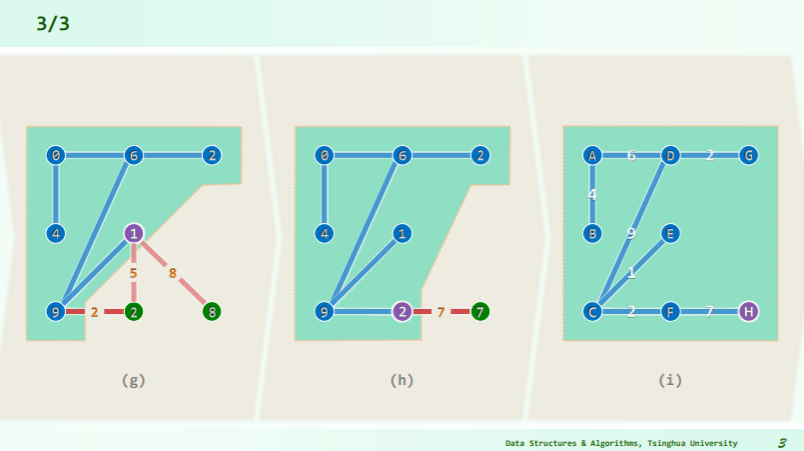 3/3
0 6 2
4 1
5 8
9 2 2 8
(g)
0 6 2
4 1
9 2 7 7
(h)
A 6 D 2 G
4
B 9 E
1
C 2 F 7 H
(i)
Data Structures & Algorithms, Tsinghua University
3